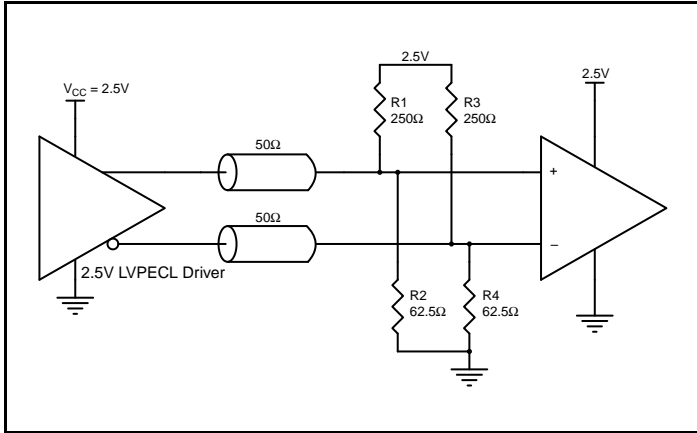 2.5V
V_CC = 2.5V
2.5V
R1
250Ω
R3
250Ω
50Ω
+
50Ω
−
2.5V LVPECL Driver
R2
62.5Ω
R4
62.5Ω